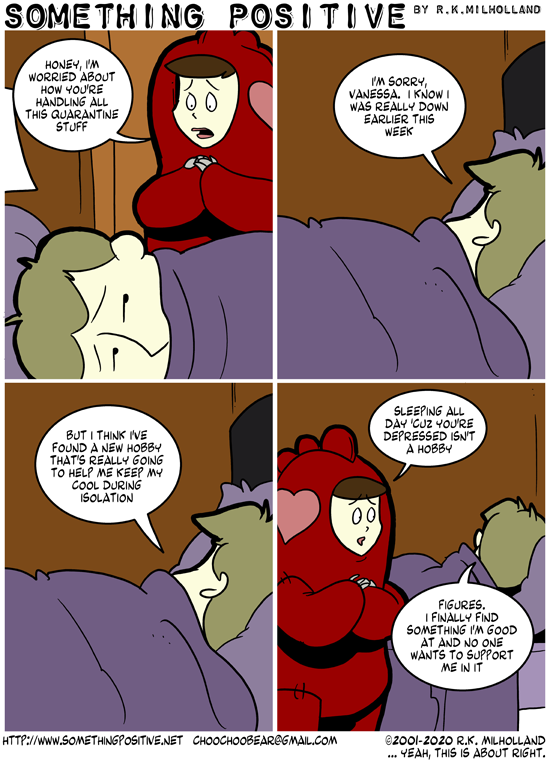 SOMETHING POSITIVE BY R.K.MILHOLLAND
HONEY, I'M
WORRIED ABOUT
HOW YOU'RE
HANDLING ALL
THIS QUARANTINE
STUFF
I'M SORRY,
VANESSA. I KNOW I
WAS REALLY DOWN
EARLIER THIS
WEEK
BUT I THINK I'VE
FOUND A NEW HOBBY
THAT'S REALLY GOING
TO HELP ME KEEP MY
COOL DURING
ISOLATION
SLEEPING ALL
DAY 'CUZ YOU'RE
DEPRESSED ISN'T
A HOBBY
FIGURES.
I FINALLY FIND
SOMETHING I'M GOOD
AT AND NO ONE
WANTS TO SUPPORT
ME IN IT
HTTP://WWW.SOMETHINGPOSITIVE.NET CHOOCHOOBEAR@GMAIL.COM
©2001-2020 R.K. MILHOLLAND
... YEAH, THIS IS ABOUT RIGHT.